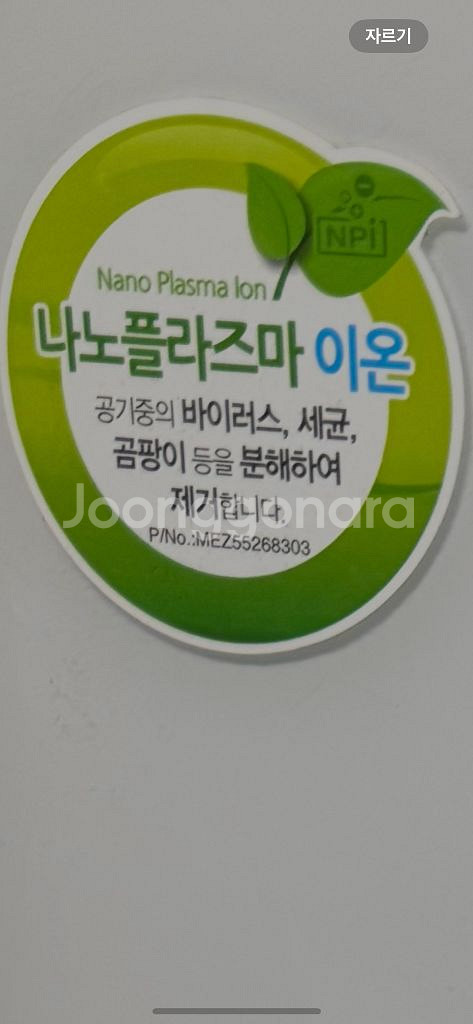 자르기
NPi
Nano Plasma Ion
나노플라즈마 이온
공기중의 바이러스, 세균,
곰팡이 등을 분해하여
제거합니다.
Joonggonara
P/No.:MEZ55268303